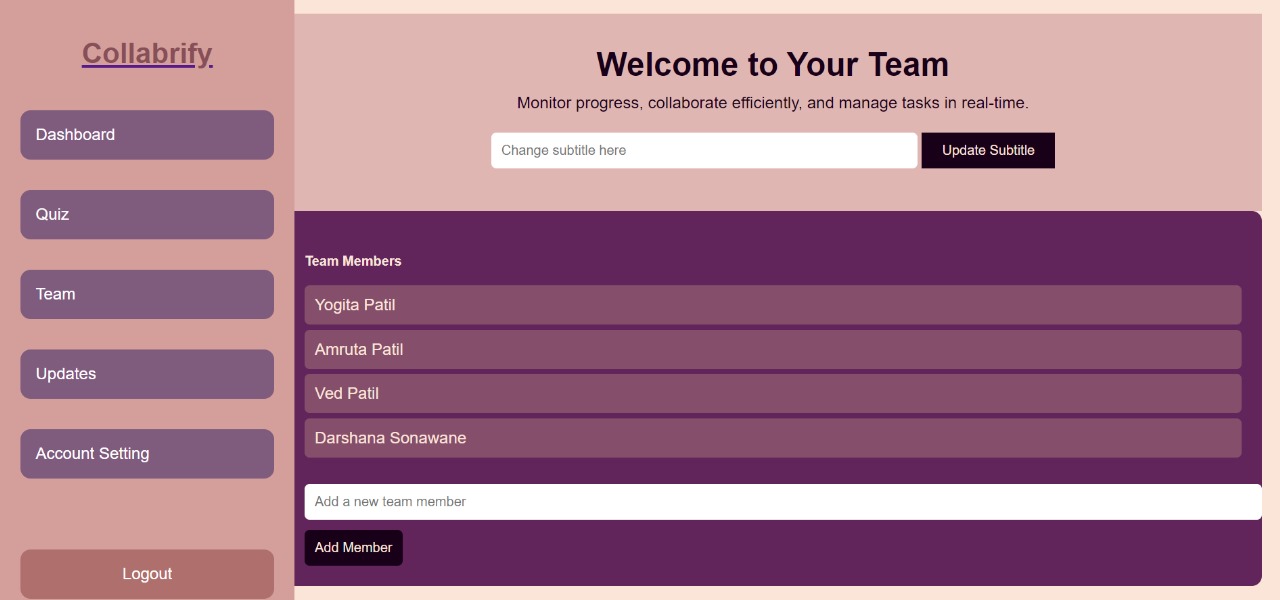 Collabrify
Dashboard
Quiz
Team
Updates
Account Setting
Logout
Welcome to Your Team
Monitor progress, collaborate efficiently, and manage tasks in real-time.
Change subtitle here
Update Subtitle
Team Members
Yogita Patil
Amruta Patil
Ved Patil
Darshana Sonawane
Add a new team member
Add Member